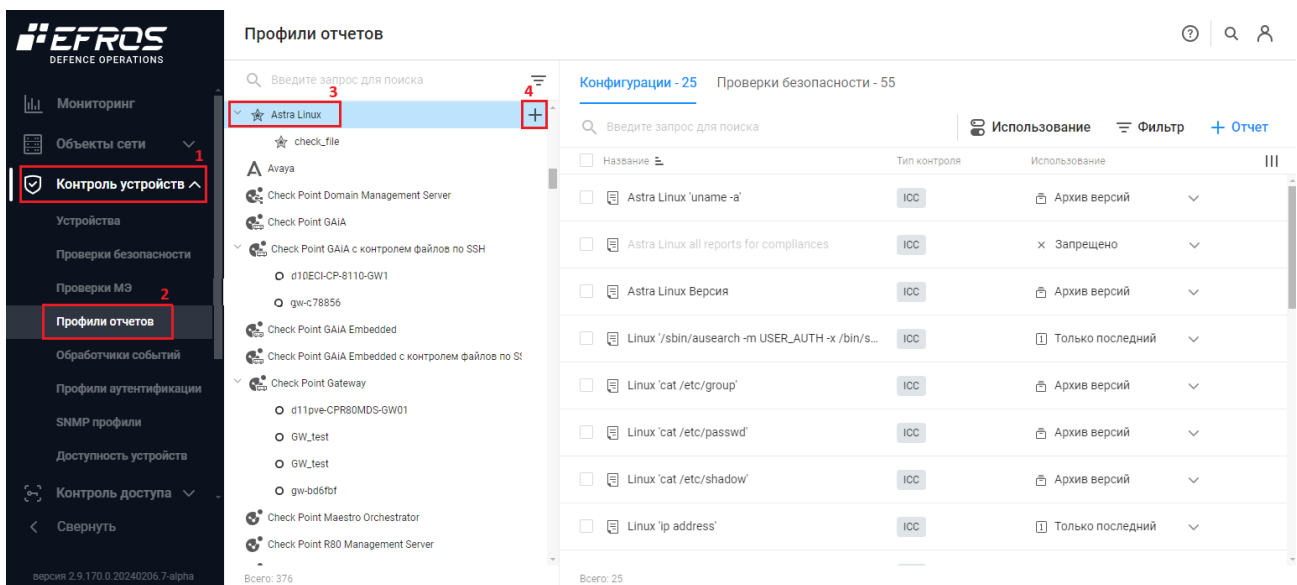 EFROS
DEFENCE OPERATIONS
Мониторинг
Объекты сети
1
Контроль устройств
Устройства
Проверки безопасности
Проверки МЭ
2
Профили отчетов
Обработчики событий
Профили аутентификации
SNMP профили
Доступность устройств
Контроль доступа
Свернуть
версия 2.9.170.0.20240206.7-alpha
Профили отчетов
Введите запрос для поиска
3
4
Astra Linux
check_file
Avaya
Check Point Domain Management Server
Check Point GAiA
Check Point GAiA с контролем файлов по SSH
d10ECI-CP-8110-GW1
gw-c78856
Check Point GAiA Embedded
Check Point GAiA Embedded с контролем файлов по SS
Check Point Gateway
d11pve-CPR80MDS-GW01
GW_test
GW_test
gw-bd6fbf
Check Point Maestro Orchestrator
Check Point R80 Management Server
Всего: 376
Конфигурации - 25 Проверки безопасности - 55
Введите запрос для поиска
Использование Фильтр + Отчет
Название Тип контроля Использование
Astra Linux 'uname -a' ICC Архив версий
Astra Linux all reports for compliances ICC Запрещено
Astra Linux Версия ICC Архив версий
Linux '/sbin/ausearch -m USER_AUTH -x /bin/s... ICC Только последний
Linux 'cat /etc/group' ICC Архив версий
Linux 'cat /etc/passwd' ICC Архив версий
Linux 'cat /etc/shadow' ICC Архив версий
Linux 'ip address' ICC Только последний
Всего: 25